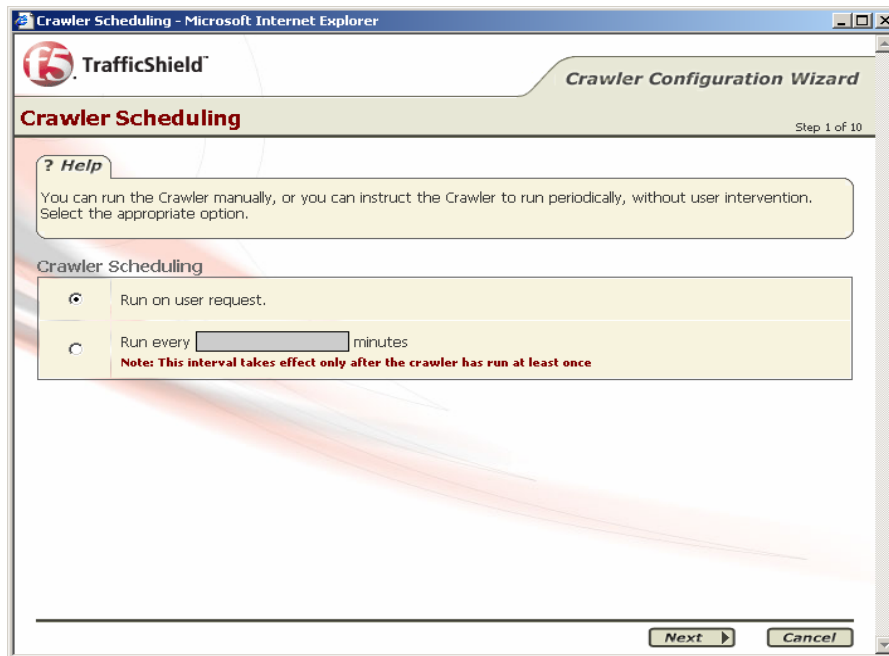 Crawler Scheduling - Microsoft Internet Explorer
f5. TrafficShield™
Crawler Configuration Wizard
Crawler Scheduling
Step 1 of 10
? Help
You can run the Crawler manually, or you can instruct the Crawler to run periodically, without user intervention.
Select the appropriate option.
Crawler Scheduling
Run on user request.
Run every minutes
Note: This interval takes effect only after the crawler has run at least once
Next
Cancel